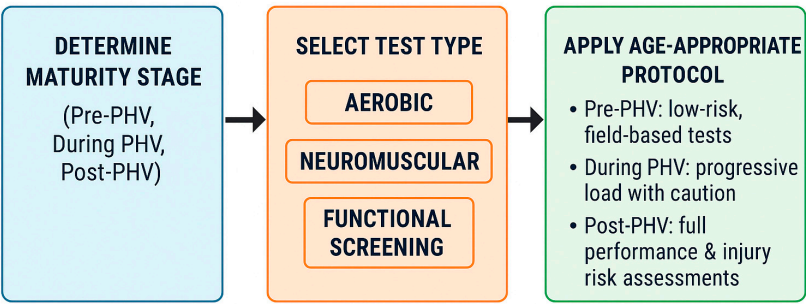 DETERMINE
MATURITY STAGE
(Pre-PHV,
During PHV,
Post-PHV)
SELECT TEST TYPE
AEROBIC
NEUROMUSCULAR
FUNCTIONAL
SCREENING
APPLY AGE-APPROPRIATE
PROTOCOL
• Pre-PHV: low-risk,
field-based tests
• During PHV: progressive
load with caution
• Post-PHV: full
performance & injury
risk assessments